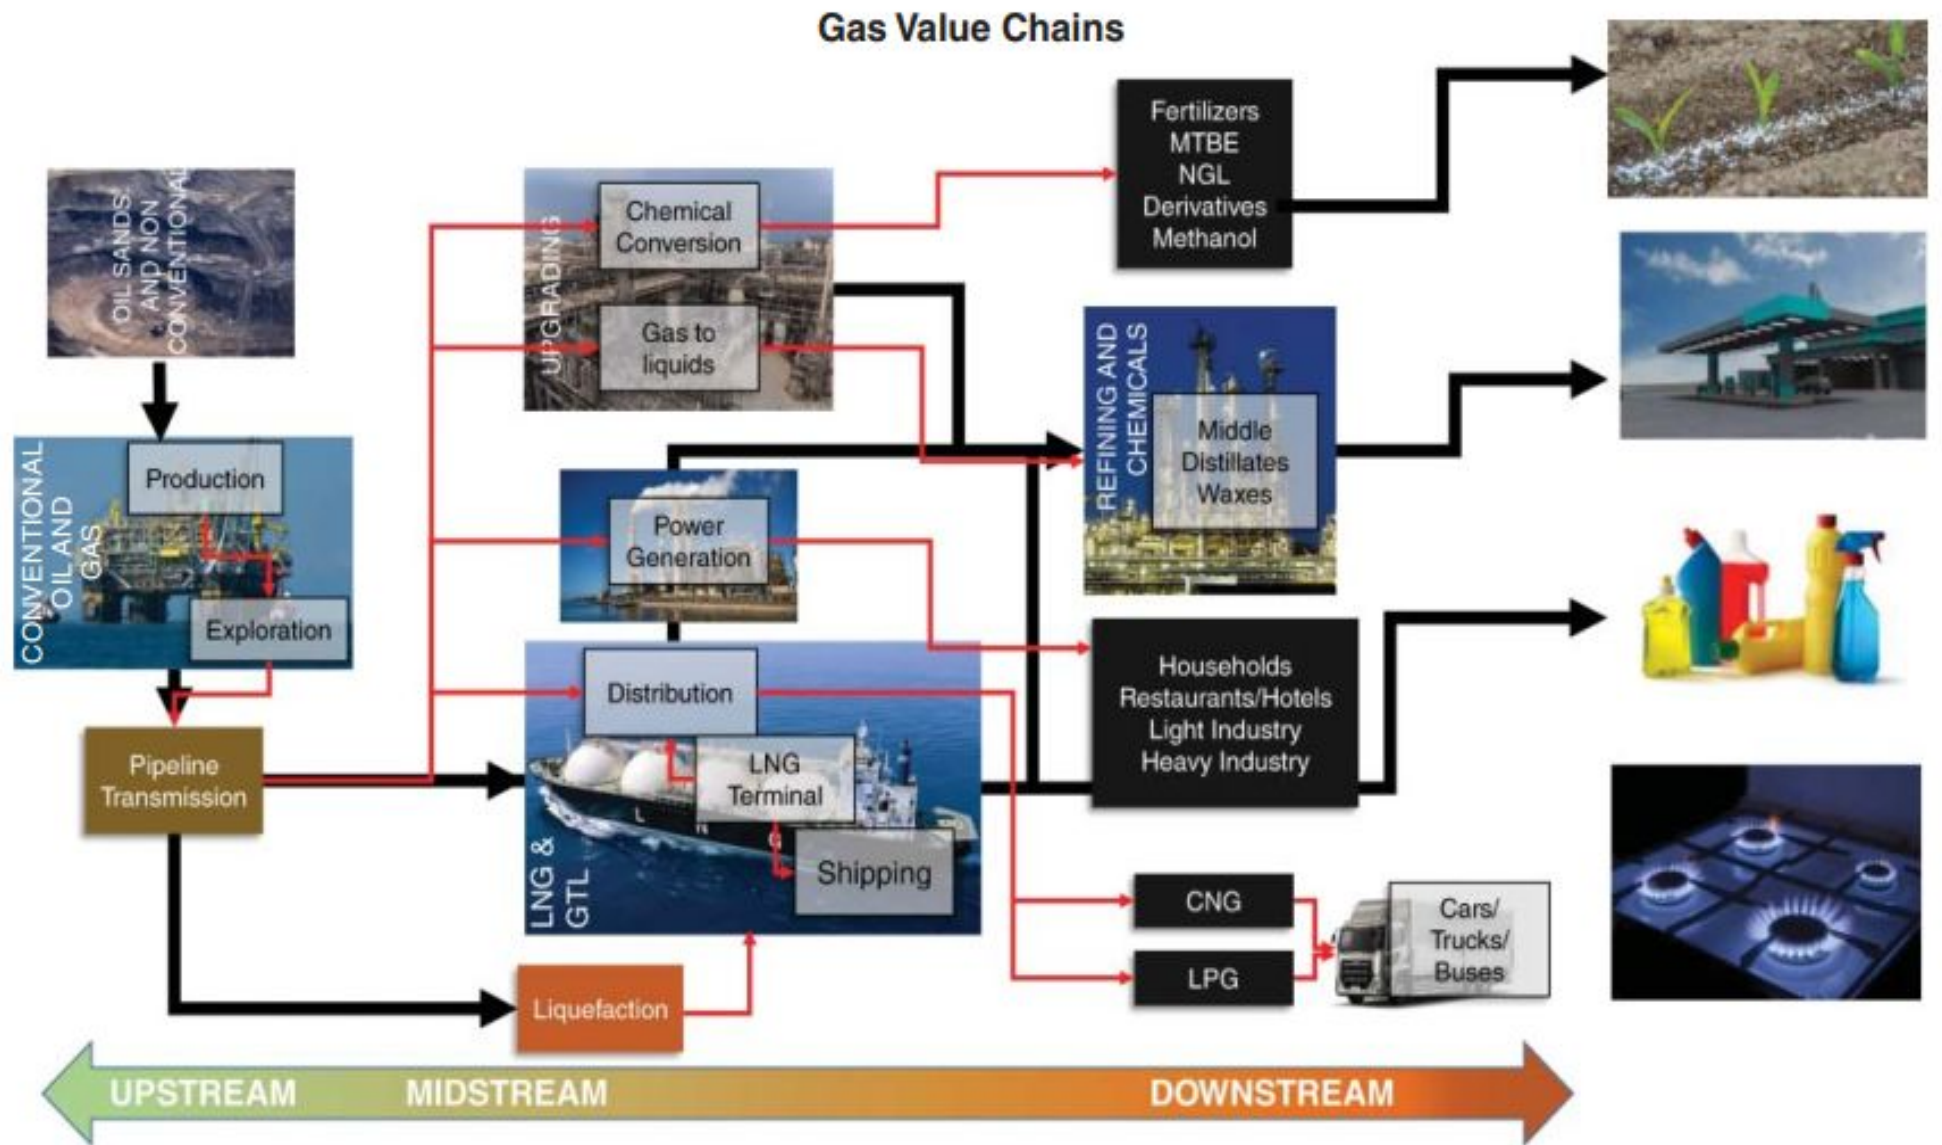 Gas Value Chains
OIL SANDS
AND NON
CONVENTIONAL
CONVENTIONAL
OIL AND
GAS
Production
Exploration
Pipeline
Transmission
UPGRADING
Chemical
Conversion
Gas to
liquids
Power
Generation
LNG &
GTL
Distribution
LNG
Terminal
Shipping
L N G
Liquefaction
Fertilizers
MTBE
NGL
Derivatives
Methanol
REFINING AND
CHEMICALS
Middle
Distillates
Waxes
Households
Restaurants/Hotels
Light Industry
Heavy Industry
CNG
LPG
Cars/
Trucks/
Buses
UPSTREAM
MIDSTREAM
DOWNSTREAM